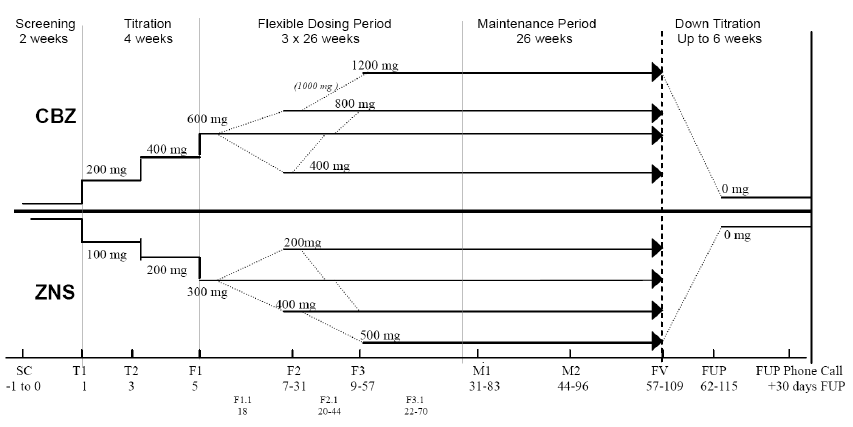 Screening Titration Flexible Dosing Period Maintenance Period Down Titration
2 weeks 4 weeks 3 x 26 weeks 26 weeks Up to 6 weeks
1200 mg
(1000 mg )
800 mg
CBZ
600 mg
400 mg
400 mg
200 mg
0 mg
0 mg
200mg
100 mg
200 mg
ZNS
300 mg
400 mg
500 mg
SC T1 T2 F1 F2 F3 M1 M2 FV FUP FUP Phone Call
-1 to 0 1 3 5 7-31 9-57 31-83 44-96 57-109 62-115 +30 days FUP
F1.1 F2.1 F3.1
18 20-44 22-70